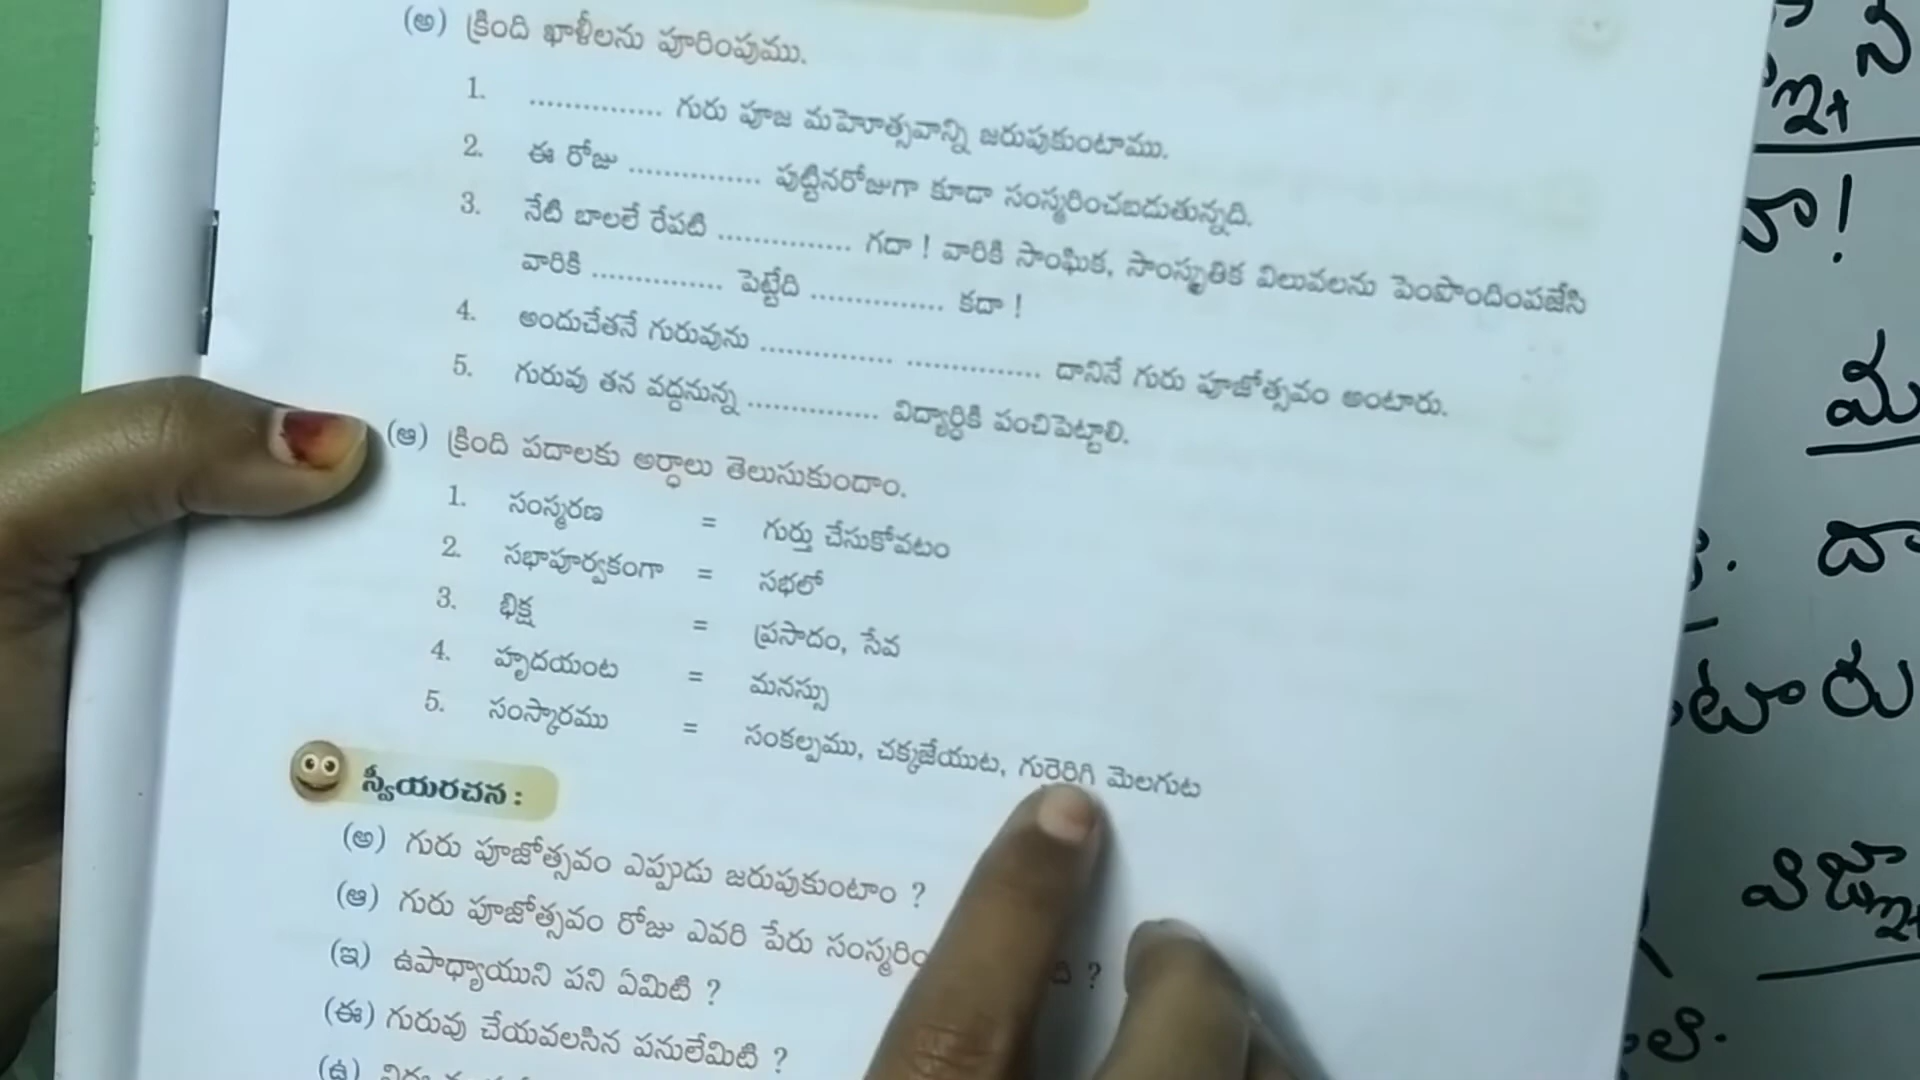 (అ) క్రింది ఖాళీలను పూరింపుము.
1. ............... గురు పూజ మహెూత్సవాన్ని జరుపుకుంటాము.
2. ఈ రోజు ............... పుట్టినరోజుగా కూడా సంస్మరించబడుతున్నది.
3. నేటి బాలలే రేపటి ............... గదా ! వారికి సాంఘిక, సాంస్కృతిక విలువలను పెంపొందింపజేసి
వారికి ............... పెట్టేది ............... కదా !
4. అందుచేతనే గురువును ............... ............... దానినే గురు పూజోత్సవం అంటారు.
5. గురువు తన వద్దనున్న ............... విద్యార్థికి పంచిపెట్టాలి.
(ఆ) క్రింది పదాలకు అర్థాలు తెలుసుకుందాం.
1. సంస్మరణ = గుర్తు చేసుకోవటం
2. సభాపూర్వకంగా = సభలో
3. భిక్ష = ప్రసాదం, సేవ
4. హృదయంట = మనస్సు
5. సంస్కారము = సంకల్పము, చక్కజేయుట, గురెరిగి మెలగుట
స్వీయరచన :
(అ) గురు పూజోత్సవం ఎప్పుడు జరుపుకుంటాం ?
(ఆ) గురు పూజోత్సవం రోజు ఎవరి పేరు ?
(ఇ) ఉపాధ్యాయుని పని ఏమిటి ?
(ఈ) గురువు చేయవలసిన పనులేమిటి ?
(ఉ)